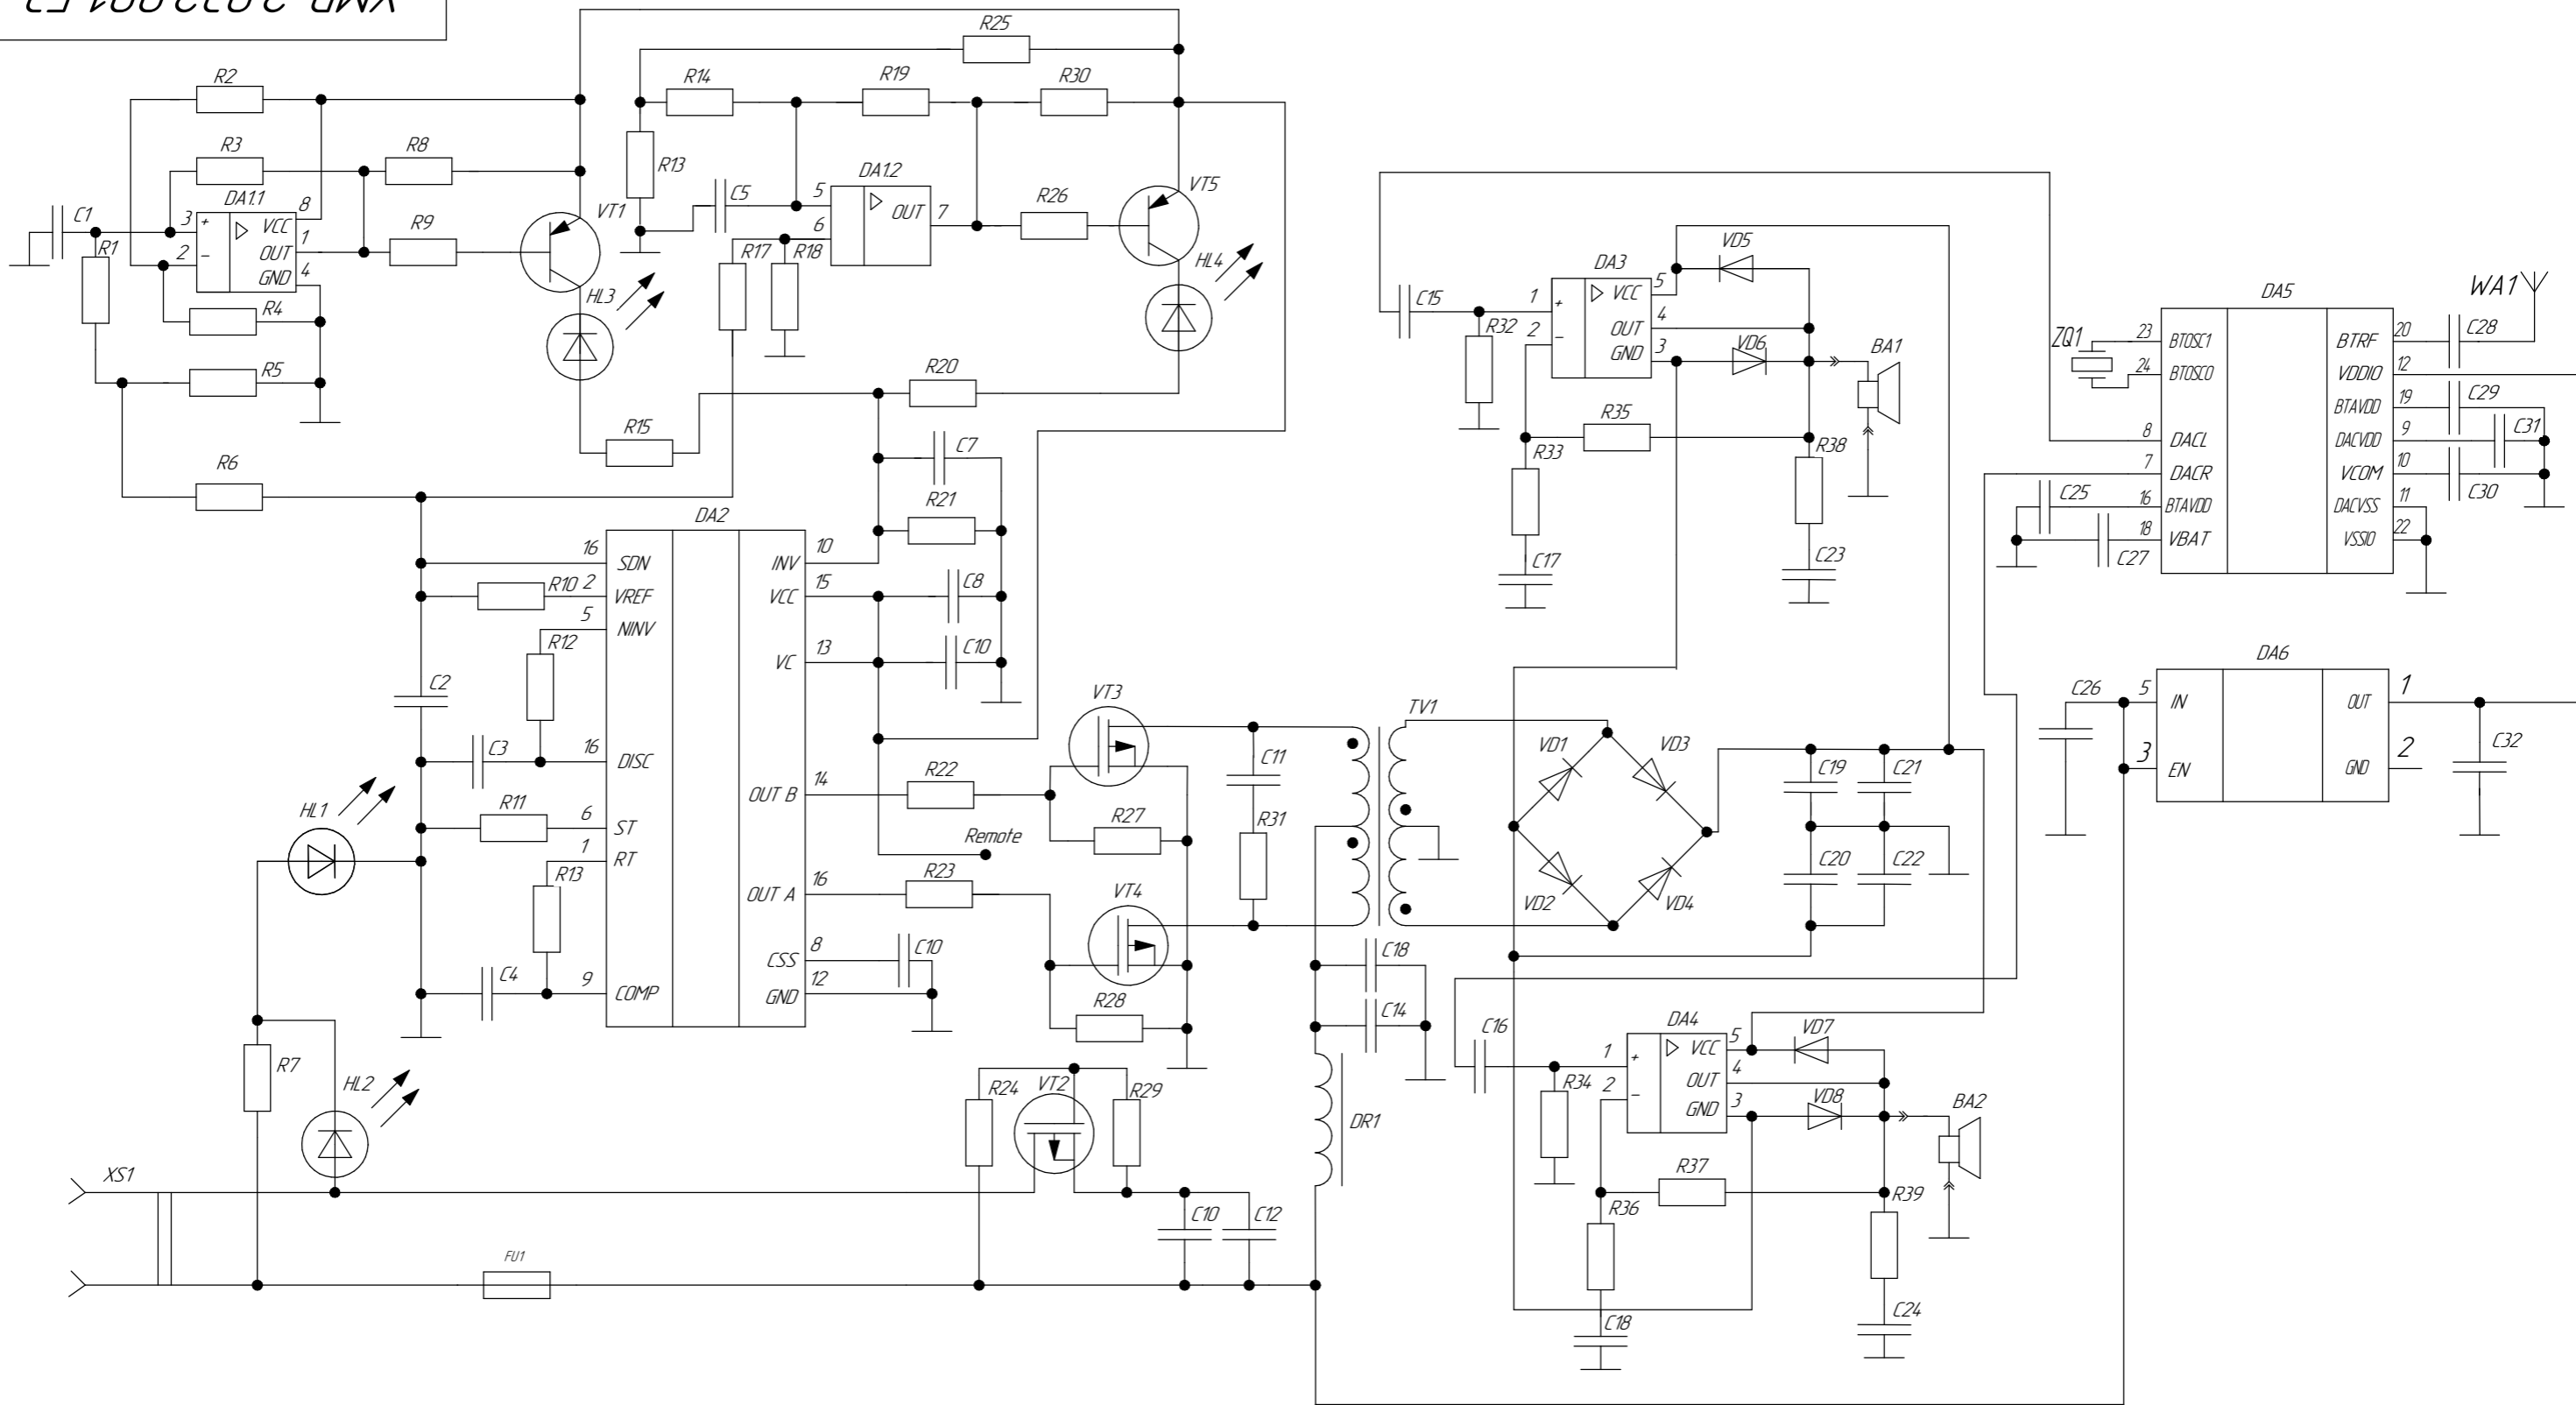 R25
R2
R14
R19
R30
R3
R8
R13
DA1.1
DA1.2
VT5
C1
3
+
8
VCC
VT1
C5
5
OUT
7
R26
R1
1
OUT
R9
2
-
GND
4
6
R17
R18
HL4
R4
HL3
R5
R20
R15
R6
C7
R21
DA2
16
SDN
10
INV
R10
2
VREF
15
VCC
C8
5
NINV
R12
13
VC
C10
C2
C3
16
DISC
14
OUT B
R22
HL1
R11
6
ST
1
RT
R13
Remote
16
OUT A
R23
C4
9
COMP
8
CSS
C10
12
GND
R7
HL2
XS1
FU1
VT3
R27
VT4
R28
R24
VT2
R29
C10
C12
C11
R31
TV1
C18
C14
DR1
VD1
VD3
VD2
VD4
C19
C21
C20
C22
DA3
VD5
C15
1
+
VCC
5
R32
2
-
OUT
4
GND
3
VD6
BA1
R35
R33
R38
C17
C23
DA4
C16
1
+
VCC
5
VD7
R34
2
-
OUT
4
GND
3
VD8
BA2
R37
R36
R39
C18
C24
WA1
DA5
ZQ1
23
BTOSC1
BTRF
20
C28
24
BTOSCO
VDDIO
12
BTAVDD
19
C29
8
DACL
DACVDD
9
C31
7
DACR
VCOM
10
C30
C25
16
BTAVDD
DACVSS
11
18
VBAT
VSSIO
22
C27
DA6
C26
5
IN
OUT
1
3
EN
GND
2
C32